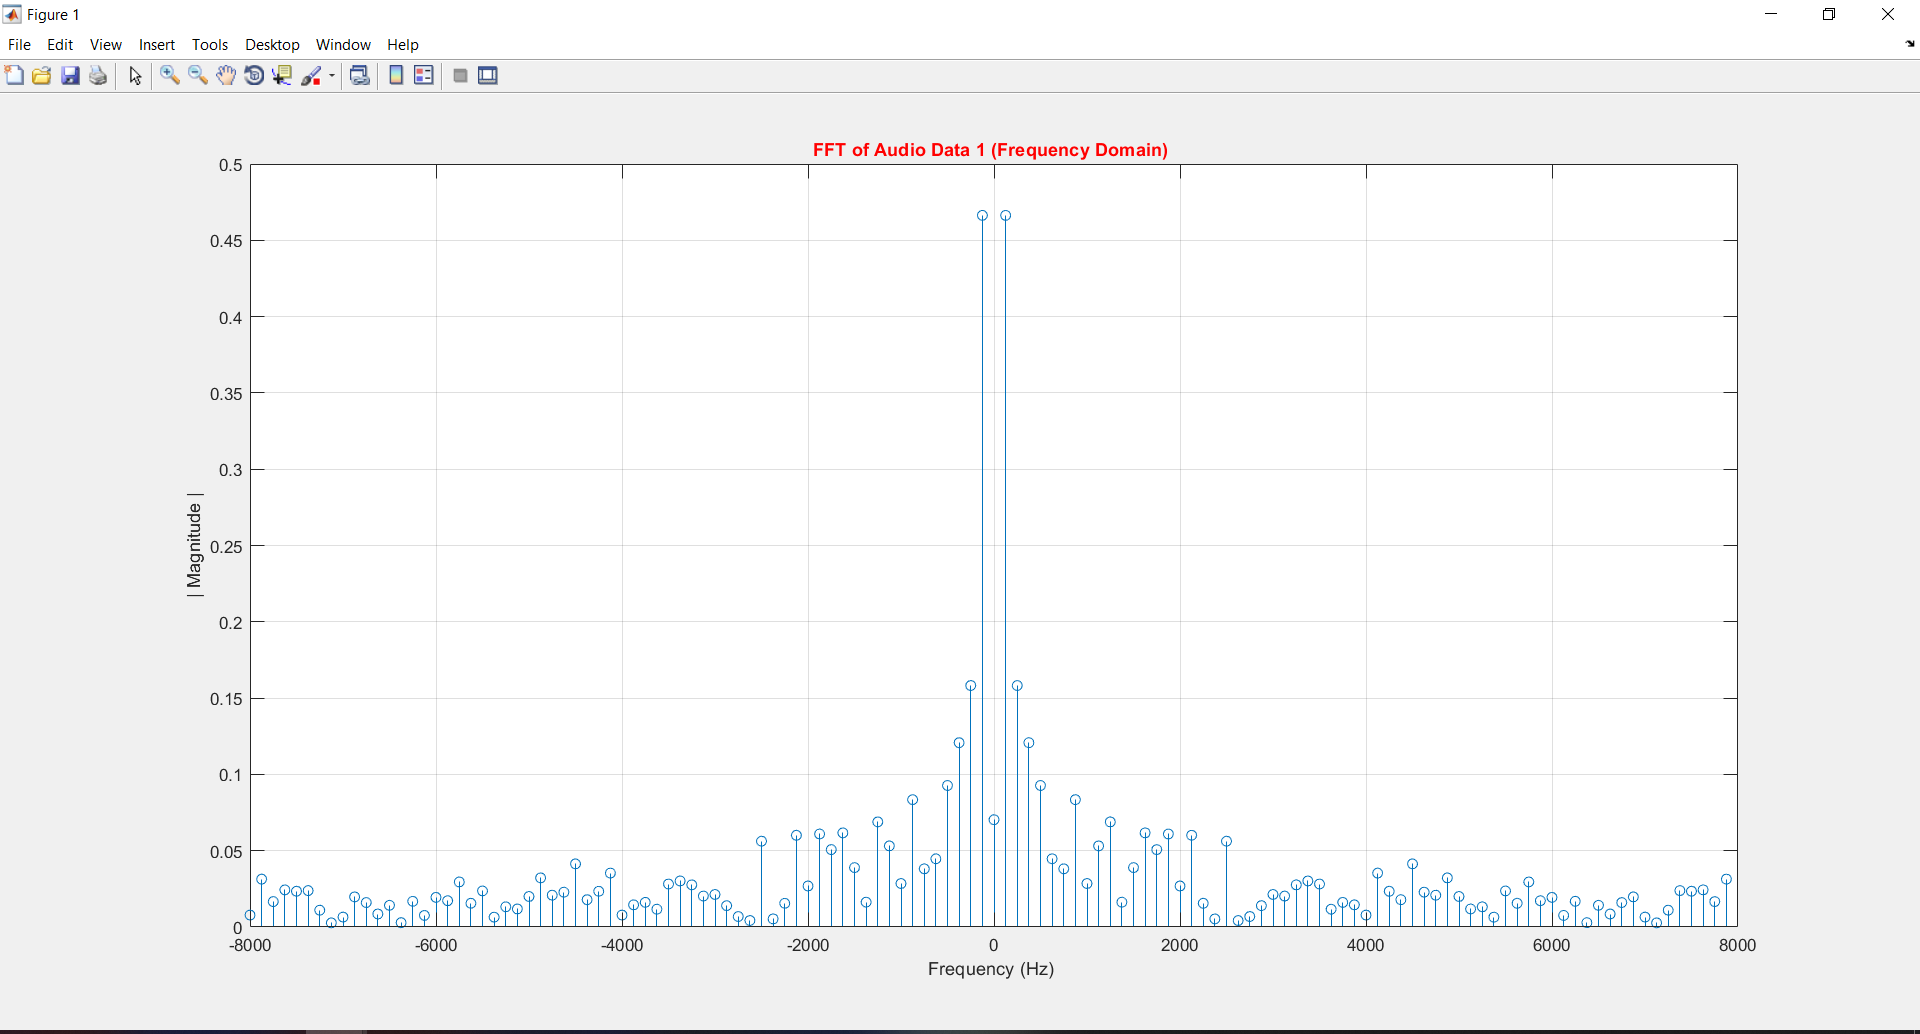 Figure 1
File Edit View Insert Tools Desktop Window Help
FFT of Audio Data 1 (Frequency Domain)
0.5
0.45
0.4
0.35
0.3
0.25
0.2
0.15
0.1
0.05
0
| Magnitude |
-8000 -6000 -4000 -2000 0 2000 4000 6000 8000
Frequency (Hz)